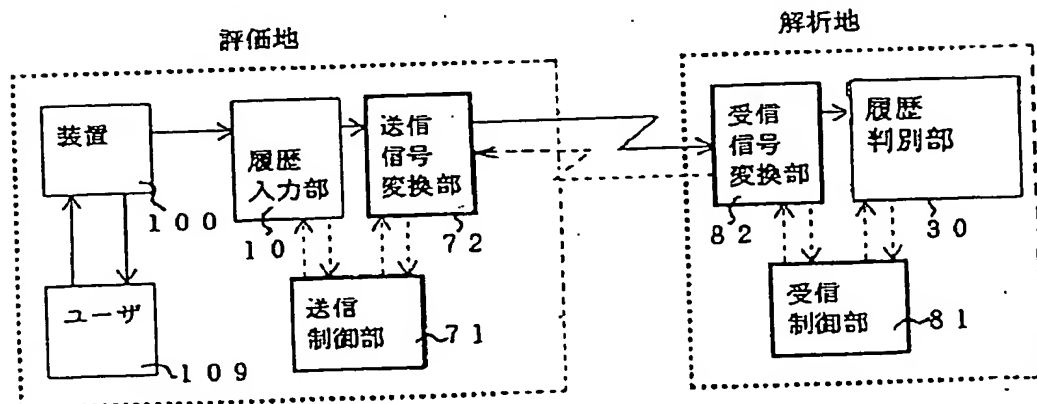 評価地
解析地
装置
100
履歴
入力部
10
送信
信号
変換部
72
受信
信号
変換部
82
履歴
判別部
30
ユーザ
109
送信
制御部
71
受信
制御部
81